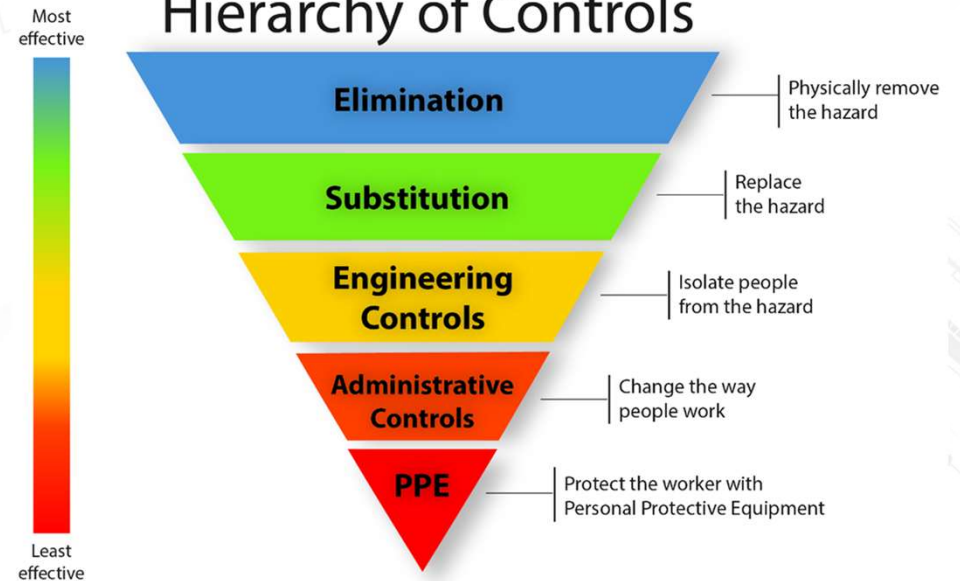 Hierarchy of Controls
Most
effective
Elimination
Physically remove
the hazard
Substitution
Replace
the hazard
Engineering
Controls
Isolate people
from the hazard
Administrative
Controls
Change the way
people work
PPE
Protect the worker with
Personal Protective Equipment
Least
effective